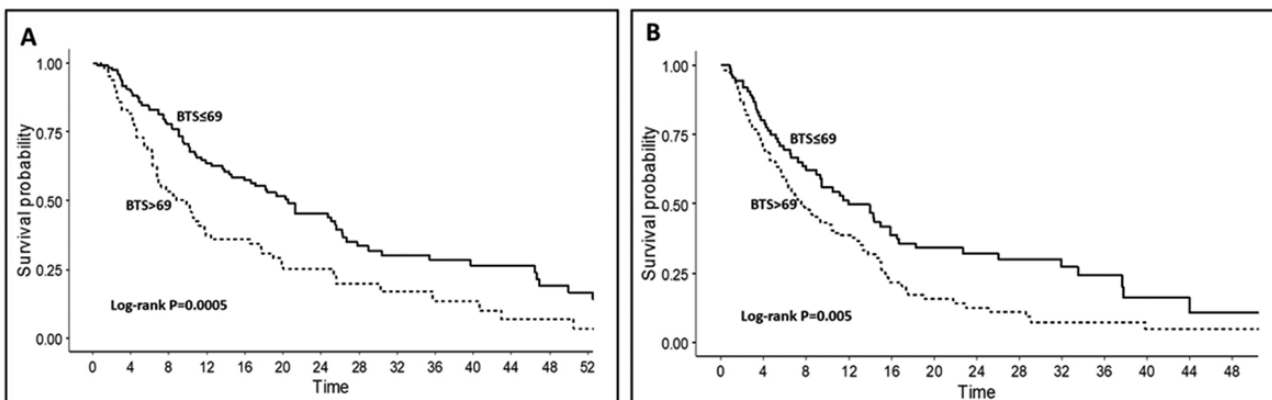 A
1.00
0.75
0.50
0.25
0.00
Survival probability
BTS≤69
BTS>69
Log-rank P=0.0005
0 4 8 12 16 20 24 28 32 36 40 44 48 52
Time
B
1.00
0.75
0.50
0.25
0.00
Survival probability
BTS≤69
BTS>69
Log-rank P=0.005
0 4 8 12 16 20 24 28 32 36 40 44 48
Time